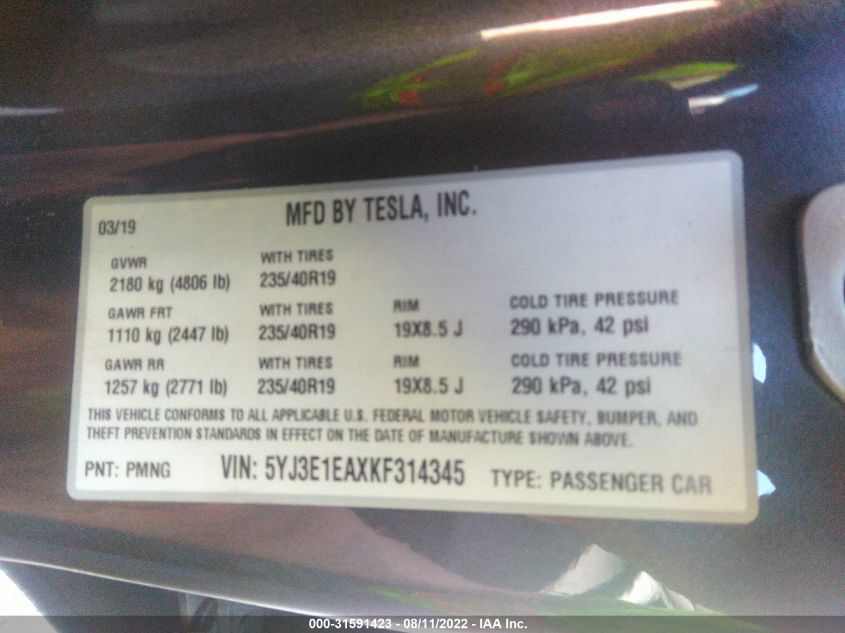 MFD BY TESLA, INC.
03/19
GVWR WITH TIRES
2180 kg (4806 lb) 235/40R19
GAWR FRT WITH TIRES RIM COLD TIRE PRESSURE
1110 kg (2447 lb) 235/40R19 19X8.5 J 290 kPa, 42 psi
GAWR RR WITH TIRES RIM COLD TIRE PRESSURE
1257 kg (2771 lb) 235/40R19 19X8.5 J 290 kPa, 42 psi
THIS VEHICLE CONFORMS TO ALL APPLICABLE U.S. FEDERAL MOTOR VEHICLE SAFETY, BUMPER, AND
THEFT PREVENTION STANDARDS IN EFFECT ON THE DATE OF MANUFACTURE SHOWN ABOVE.
PNT: PMNG VIN: 5YJ3E1EAXKF314345 TYPE: PASSENGER CAR
000-31591423 - 08/11/2022 - IAA Inc.